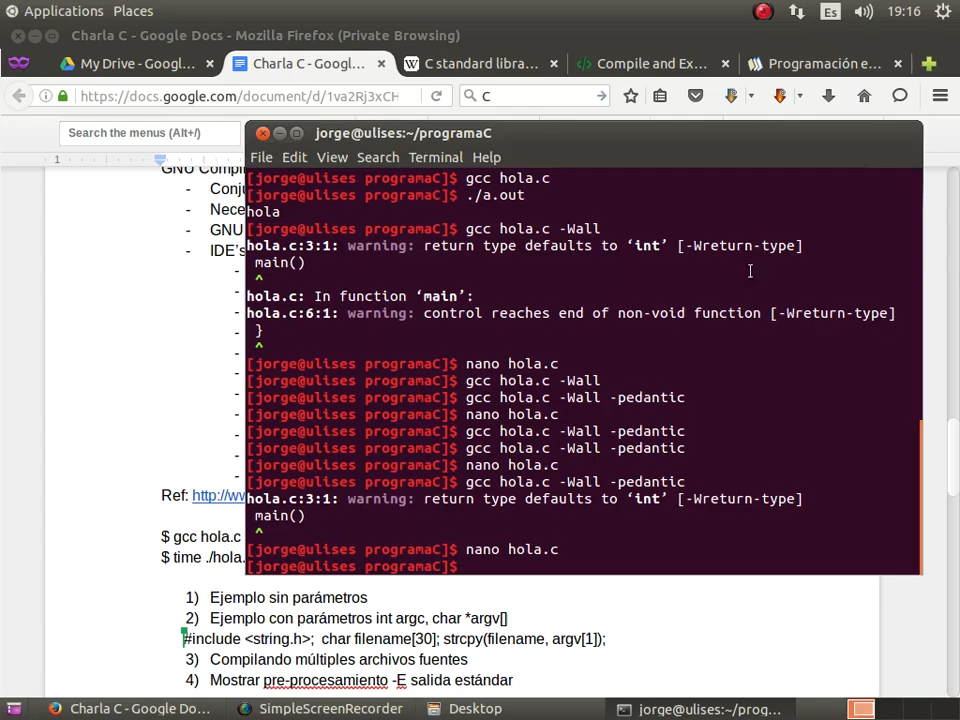 Applications Places Es 19:16
Charla C - Google Docs - Mozilla Firefox (Private Browsing)
My Drive - Googl... × Charla C - Googl... × C standard libra... × Compile and Ex... × Programación e... ×
https://docs.google.com/document/d/1va2Rj3xCH C
Search the menus (Alt+/)
jorge@ulises:~/programaC
File Edit View Search Terminal Help
1
GNU Compil
- Conju
- Nece
- GNU
- IDE's
-
-
-
-
-
-
-
-
-
-
-
Ref: http://ww
$ gcc hola.c
$ time ./hola.
[jorge@ulises programaC]$ gcc hola.c
[jorge@ulises programaC]$ ./a.out
hola
[jorge@ulises programaC]$ gcc hola.c -Wall
hola.c:3:1: warning: return type defaults to ‘int’ [-Wreturn-type]
main()
^
hola.c: In function ‘main’:
hola.c:6:1: warning: control reaches end of non-void function [-Wreturn-type]
}
^
[jorge@ulises programaC]$ nano hola.c
[jorge@ulises programaC]$ gcc hola.c -Wall
[jorge@ulises programaC]$ gcc hola.c -Wall -pedantic
[jorge@ulises programaC]$ nano hola.c
[jorge@ulises programaC]$ gcc hola.c -Wall -pedantic
[jorge@ulises programaC]$ gcc hola.c -Wall -pedantic
[jorge@ulises programaC]$ nano hola.c
[jorge@ulises programaC]$ gcc hola.c -Wall -pedantic
hola.c:3:1: warning: return type defaults to ‘int’ [-Wreturn-type]
main()
^
[jorge@ulises programaC]$ nano hola.c
[jorge@ulises programaC]$
1) Ejemplo sin parámetros
2) Ejemplo con parámetros int argc, char *argv[]
#include <string.h>; char filename[30]; strcpy(filename, argv[1]);
3) Compilando múltiples archivos fuentes
4) Mostrar pre-procesamiento -E salida estándar
Charla C - Google Do... SimpleScreenRecorder Desktop jorge@ulises:~/prog...